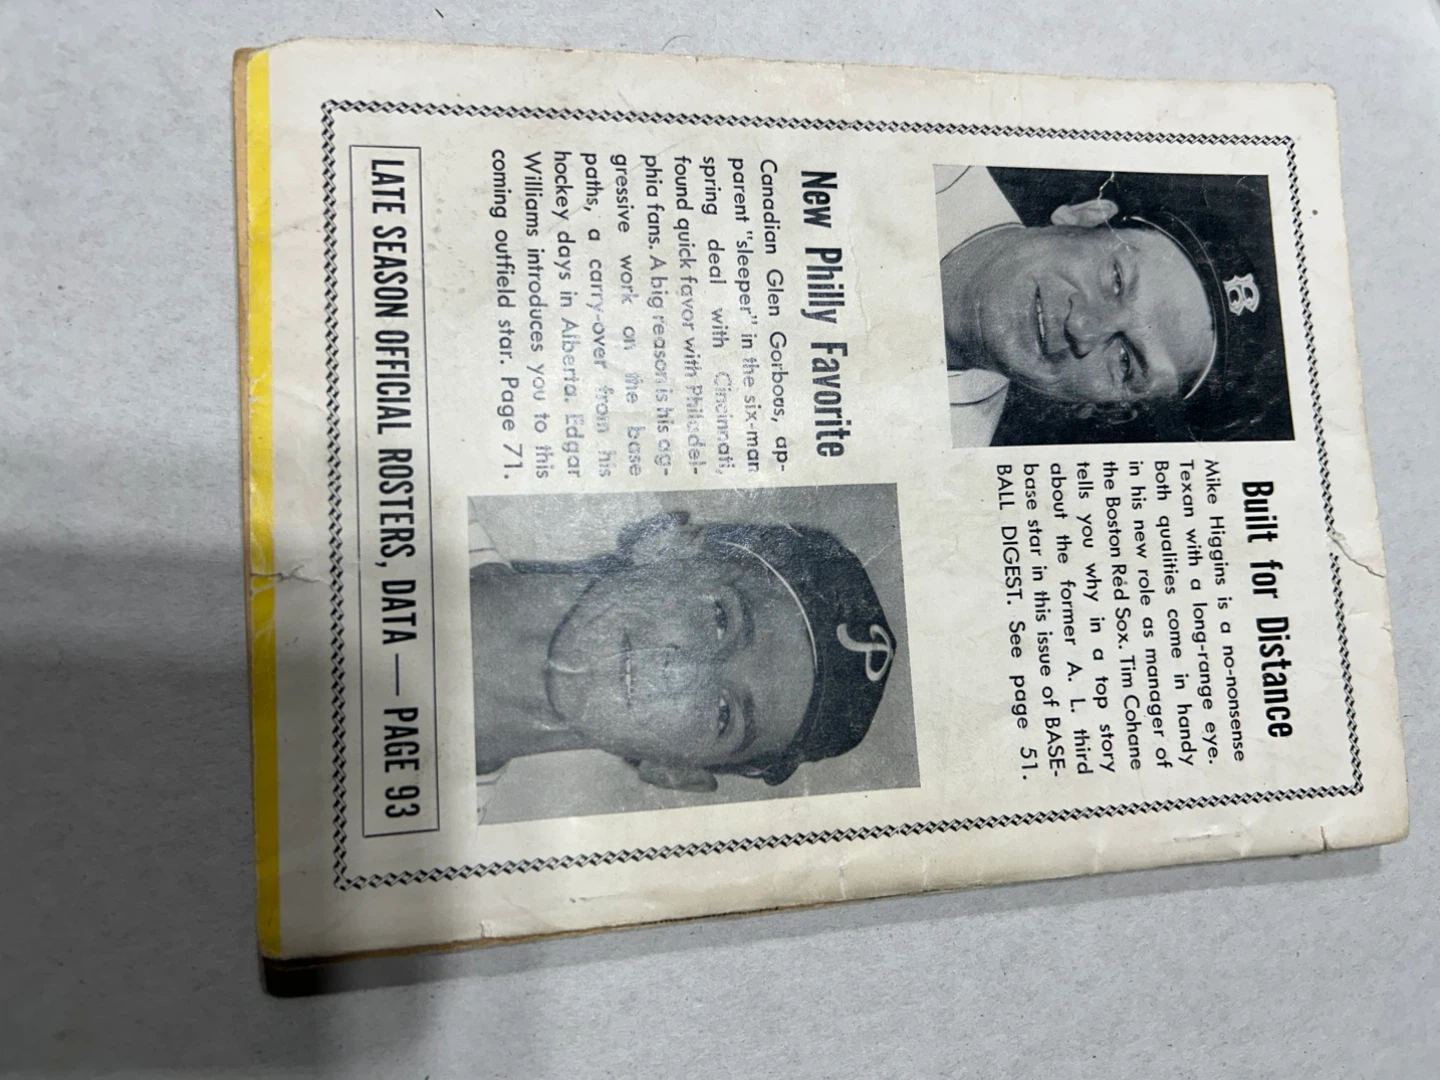 B
Built for Distance
Mike Higgins is a no-nonsense
Texan with a long-range eye.
Both qualities come in handy
in his new role as manager of
the Boston Red Sox. Tim Cohane
tells you why in a top story
about the former A. L. third
base star in this issue of BASE-
BALL DIGEST. See page 51.
New Philly Favorite
Canadian Glen Gorbous, ap-
parent "sleeper" in the six-man
spring deal with Cincinnati,
found quick favor with Philadel-
phia fans. A big reason is his ag-
gressive work on the base
paths, a carry-over from his
hockey days in Alberta. Edgar
Williams introduces you to this
coming outfield star. Page 71.
P
LATE SEASON OFFICIAL ROSTERS, DATA — PAGE 93